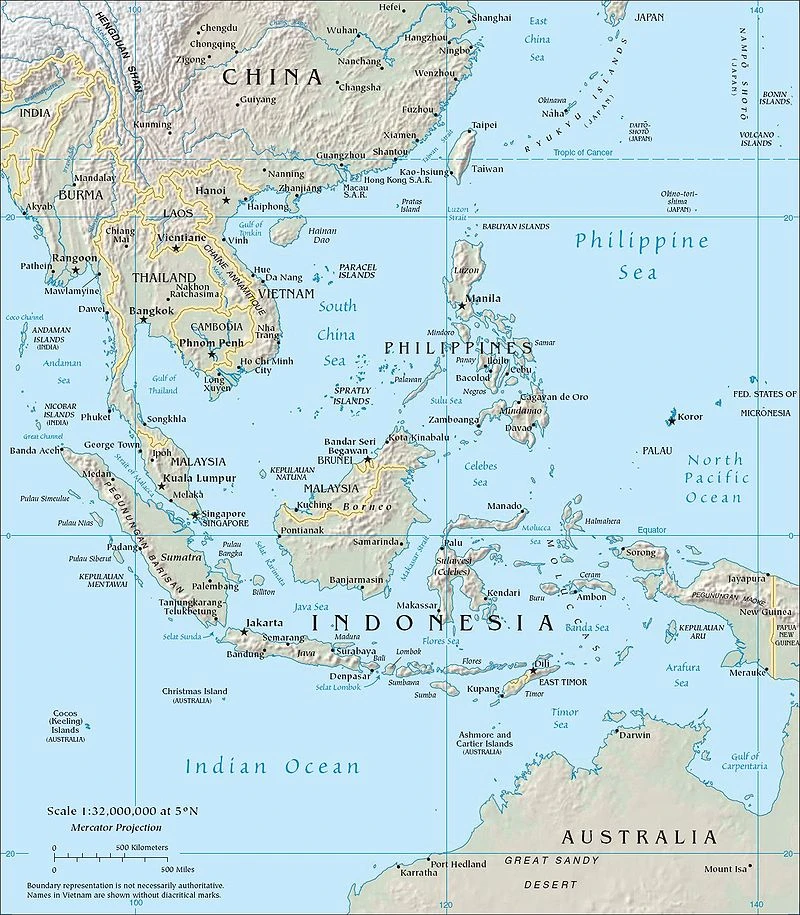 100
120
140
Hefei
Shanghai
East
China
Sea
JAPAN
HENGDUAN SHAN
Chengdu
Chongqing
Zigong
Wuhan
Hangzhou
Ningbo
Nanchang
Changsha
Wenzhou
CHINA
NAMPŌ SHOTŌ
(JAPAN)
BONIN
ISLANDS
VOLCANO
ISLANDS
INDIA
Guiyang
Fuzhou
Okinawa
Naha
RYUKYU ISLANDS
(JAPAN)
DAITŌ-
SHOTŌ
(JAPAN)
Kunming
Xiamen
Taipei
Guangzhou
Shantou
Taiwan Strait
Tropic of Cancer
Nanning
Kao-hsiung
Taiwan
Hong Kong S.A.R.
Macau
S.A.R.
Zhanjiang
Mandalay
BURMA
Hanoi
Haiphong
Okino-tori-
shima
(JAPAN)
Akyab
LAOS
Pratas
Island
Luzon
Strait
20
20
Gulf of
Tonkin
Hainan
Dao
BABUYAN ISLANDS
Chiang
Mai
Vientiane
Vinh
Philippine
Sea
Rangoon
Pathein
CHAINE ANNAMITIQUE
Hue
Da Nang
PARACEL
ISLANDS
Luzon
Mawlamyine
THAILAND
Nakhon
Ratchasima
VIETNAM
Manila
Dawei
Bangkok
South
China
Sea
Coco Channel
ANDAMAN
ISLANDS
(INDIA)
CAMBODIA
Nha
Trang
Mindoro
PHILIPPINES
Samar
Phnom Penh
Andaman
Sea
Ho Chi Minh
City
Panay
Iloilo
Cebu
Bacolod
Negros
Gulf of
Thailand
Long
Xuyen
SPRATLY
ISLANDS
Palawan
Sulu Sea
Cagayan de Oro
Mindanao
Davao
FED. STATES OF
MICRONESIA
NICOBAR
ISLANDS
(INDIA)
Phuket
Songkhla
Zamboanga
Koror
PALAU
Great Channel
Banda Aceh
George Town
Ipoh
MALAYSIA
Kuala Lumpur
Melaka
Strait of Malacca
Medan
Bandar Seri
Begawan
BRUNEI
Kota Kinabalu
KEPULAUAN
NATUNA
MALAYSIA
Kuching
Borneo
Celebes
Sea
North
Pacific
Ocean
Pulau Simeulue
Pulau Nias
PEGUNUNGAN BARISAN
Singapore
SINGAPORE
Manado
Molucca
Sea
Halmahera
0
Equator
0
Pontianak
Samarinda
Palu
Sulawesi
(Celebes)
MOLUCCAS
Sorong
Padang
Pulau Siberut
KEPULAUAN
MENTAWAI
Sumatra
Pulau
Bangka
Selat Karimata
Makassar Strait
Ceram
Jayapura
Palembang
Billiton
Banjarmasin
Kendari
Buru
Ambon
PEGUNUNGAN MAOKE
New Guinea
Tanjungkarang-
Telukbetung
Java Sea
Makassar
Jakarta
INDONESIA
Banda Sea
KEPULAUAN
ARU
PAPUA
NEW
GUINEA
Selat Sunda
Semarang
Madura
Surabaya
Bandung
Java
Bali
Lombok
Flores Sea
Flores
Dili
EAST TIMOR
Arafura
Sea
Merauke
Denpasar
Selat Lombok
Sumbawa
Sumba
Kupang
Timor
Christmas Island
(AUSTRALIA)
Cocos
(Keeling)
Islands
(AUSTRALIA)
Timor
Sea
Ashmore and
Cartier Islands
(AUSTRALIA)
Darwin
Gulf of
Carpentaria
Indian Ocean
Scale 1:32,000,000 at 5°N
Mercator Projection
0
500 Kilometers
0
500 Miles
AUSTRALIA
20
20
Port Hedland
Karratha
GREAT SANDY
DESERT
Mount Isa
Boundary representation is not necessarily authoritative.
Names in Vietnam are shown without diacritical marks.
100
120
140